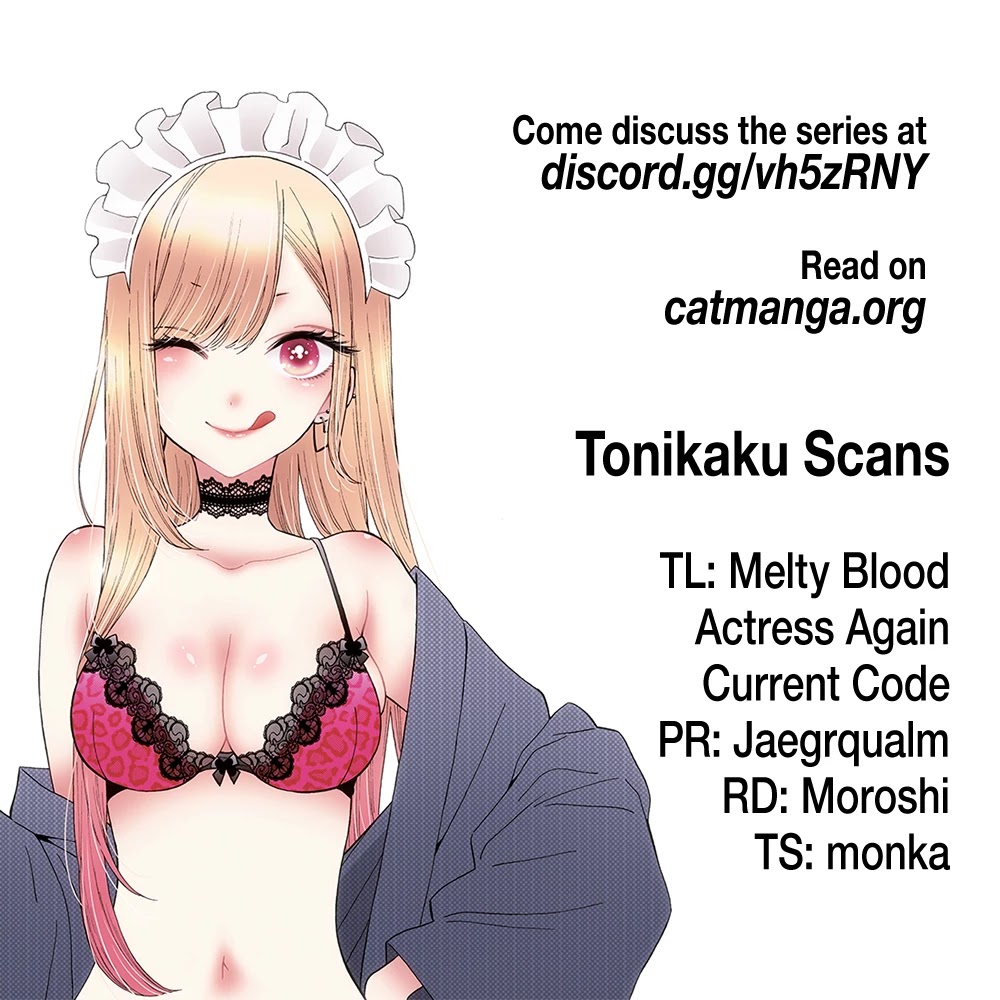 Come discuss the series at
discord.gg/vh5zRNY
Read on
catmanga.org
Tonikaku Scans
TL: Melty Blood
Actress Again
Current Code
PR: Jaegrqualm
RD: Moroshi
TS: monka